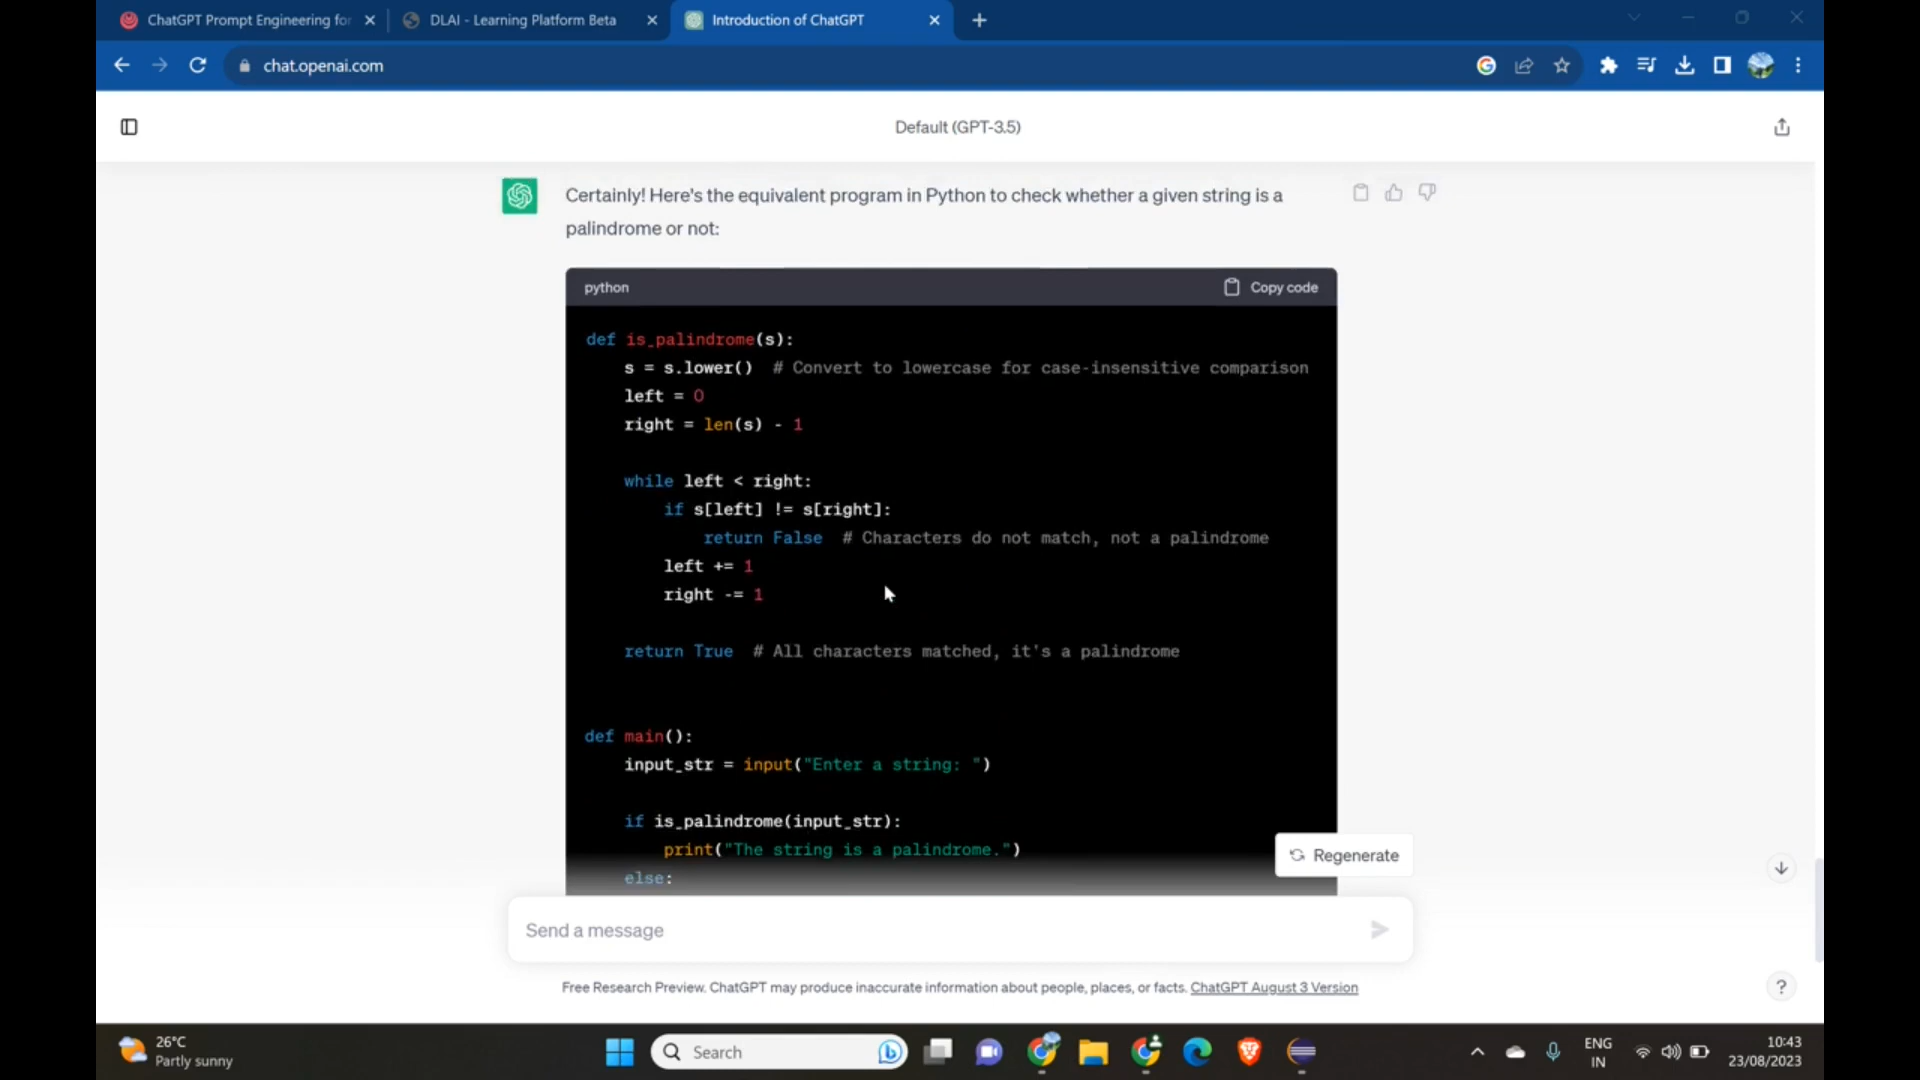 ChatGPT Prompt Engineering for
DLAI - Learning Platform Beta
Introduction of ChatGPT
chat.openai.com
Default (GPT-3.5)
Certainly! Here's the equivalent program in Python to check whether a given string is a
palindrome or not:
python
Copy code
def is_palindrome(s):
    s = s.lower()  # Convert to lowercase for case-insensitive comparison
    left = 0
    right = len(s) - 1
    while left < right:
        if s[left] != s[right]:
            return False  # Characters do not match, not a palindrome
        left += 1
        right -= 1
    return True  # All characters matched, it's a palindrome
def main():
    input_str = input("Enter a string: ")
    if is_palindrome(input_str):
        print("The string is a palindrome.")
    else:
Regenerate
Send a message
Free Research Preview. ChatGPT may produce inaccurate information about people, places, or facts. ChatGPT August 3 Version
?
26°C
Partly sunny
Search
ENG
IN
10:43
23/08/2023